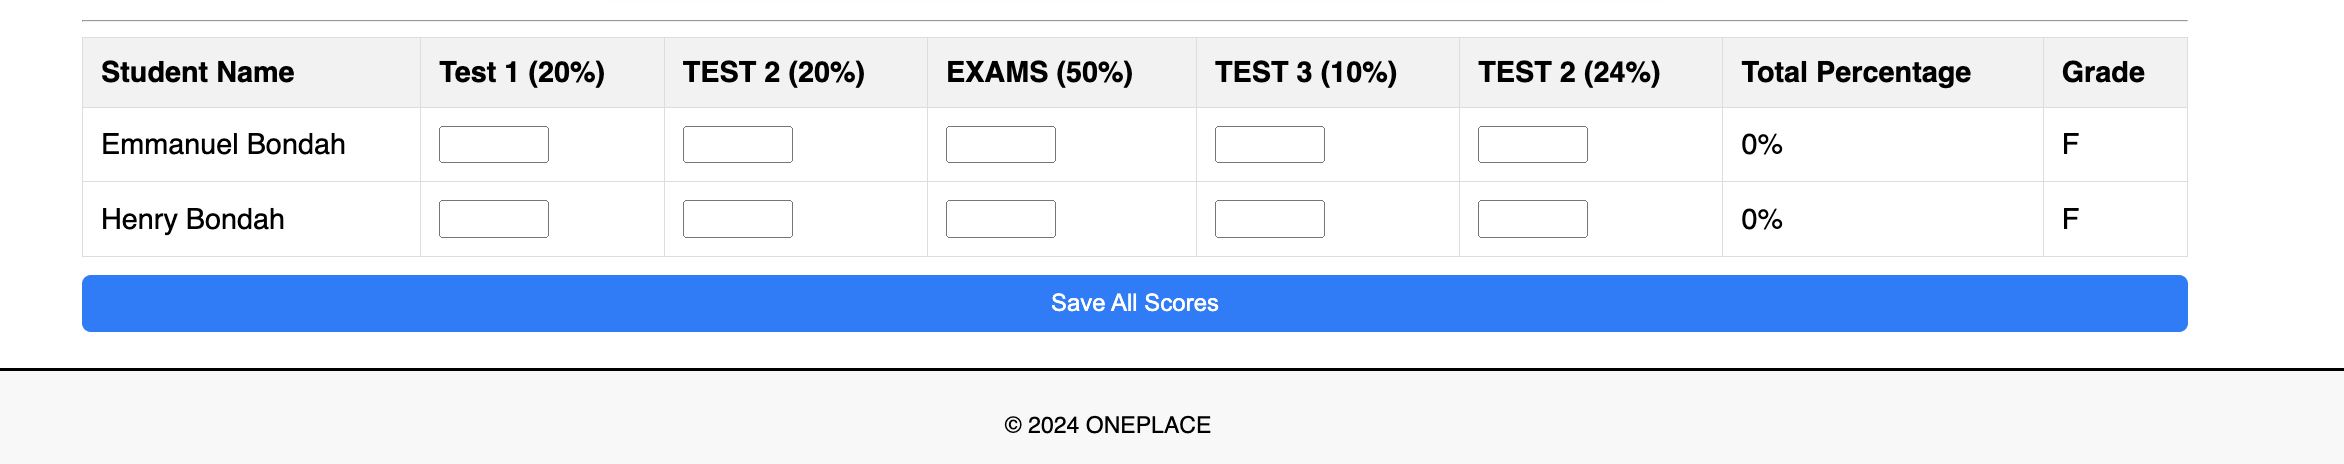 Student Name Test 1 (20%) TEST 2 (20%) EXAMS (50%) TEST 3 (10%) TEST 2 (24%) Total Percentage Grade
Emmanuel Bondah 0% F
Henry Bondah 0% F
Save All Scores
© 2024 ONEPLACE